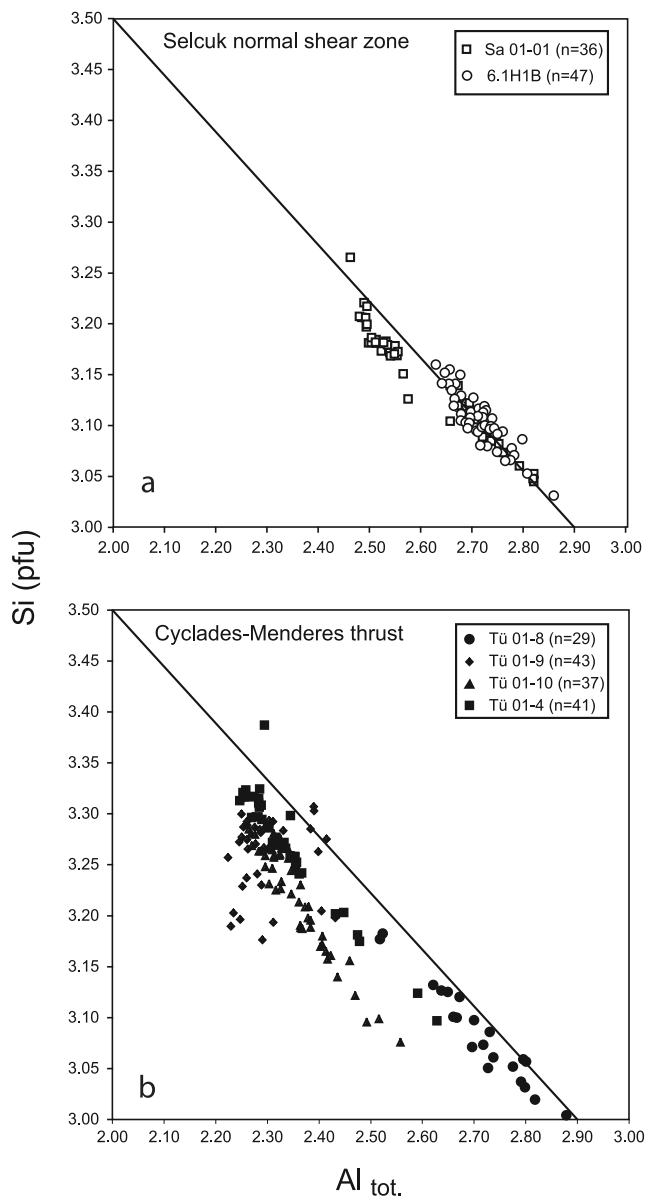 Selcuk normal shear zone
Sa 01-01 (n=36)
6.1H1B (n=47)
3.50
3.45
3.40
3.35
3.30
3.25
3.20
3.15
3.10
3.05
3.00
a
2.00 2.10 2.20 2.30 2.40 2.50 2.60 2.70 2.80 2.90 3.00
Si (pfu)
Cyclades-Menderes thrust
Tü 01-8 (n=29)
Tü 01-9 (n=43)
Tü 01-10 (n=37)
Tü 01-4 (n=41)
3.50
3.45
3.40
3.35
3.30
3.25
3.20
3.15
3.10
3.05
3.00
b
2.00 2.10 2.20 2.30 2.40 2.50 2.60 2.70 2.80 2.90 3.00
Al tot.